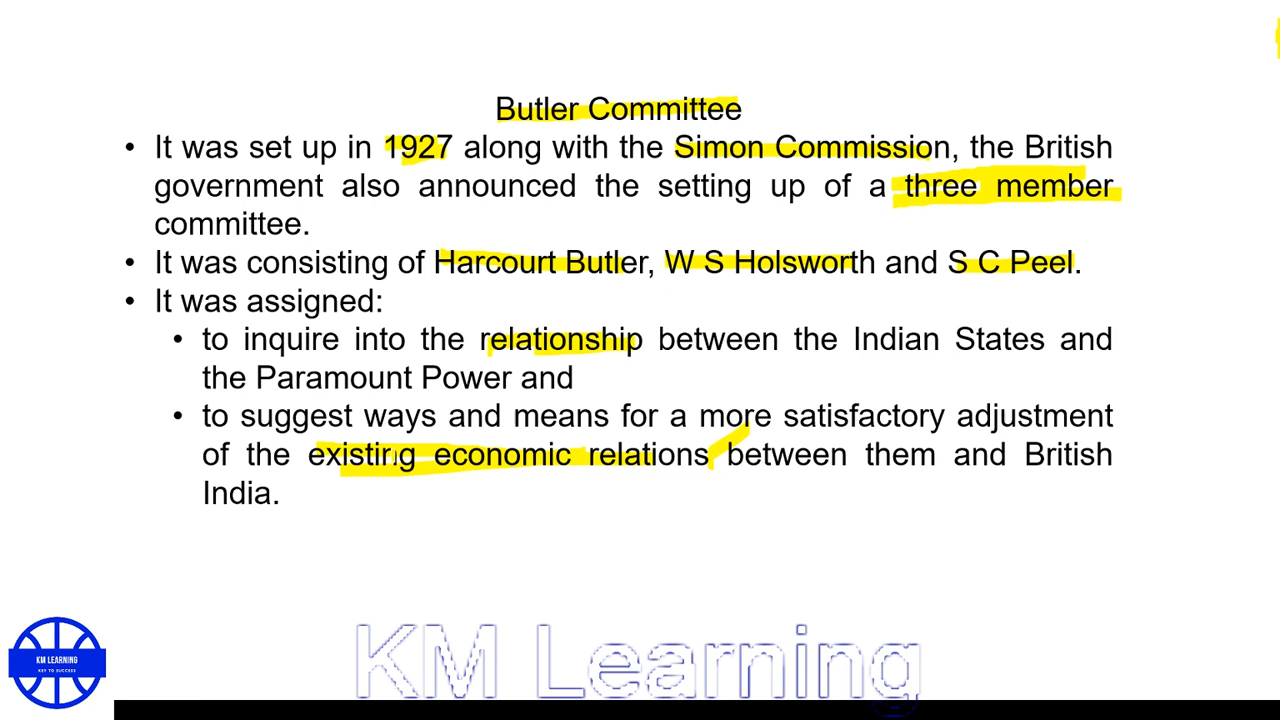 Butler Committee
• It was set up in 1927 along with the Simon Commission, the British
government also announced the setting up of a three member
committee.
• It was consisting of Harcourt Butler, W S Holsworth and S C Peel.
• It was assigned:
• to inquire into the relationship between the Indian States and
the Paramount Power and
• to suggest ways and means for a more satisfactory adjustment
of the existing economic relations between them and British
India.
KM LEARNING
KEY TO SUCCESS
KM Learning